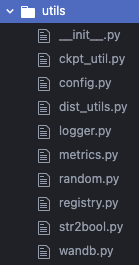 utils
__init__.py
ckpt_util.py
config.py
dist_utils.py
logger.py
metrics.py
random.py
registry.py
str2bool.py
wandb.py